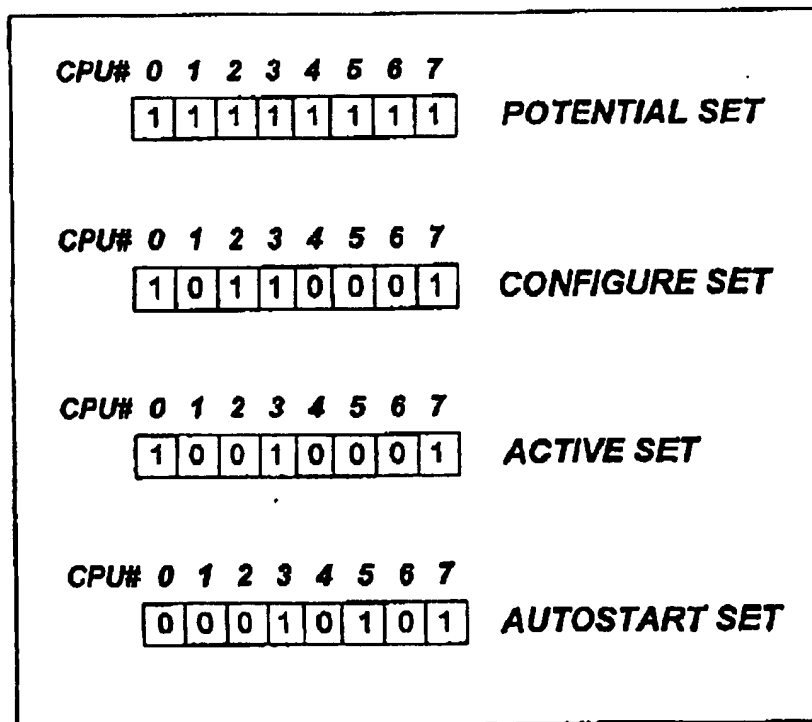 CPU# 0 1 2 3 4 5 6 7
1 1 1 1 1 1 1 1 POTENTIAL SET
CPU# 0 1 2 3 4 5 6 7
1 0 1 1 0 0 0 1 CONFIGURE SET
CPU# 0 1 2 3 4 5 6 7
1 0 0 1 0 0 0 1 ACTIVE SET
CPU# 0 1 2 3 4 5 6 7
0 0 0 1 0 1 0 1 AUTOSTART SET